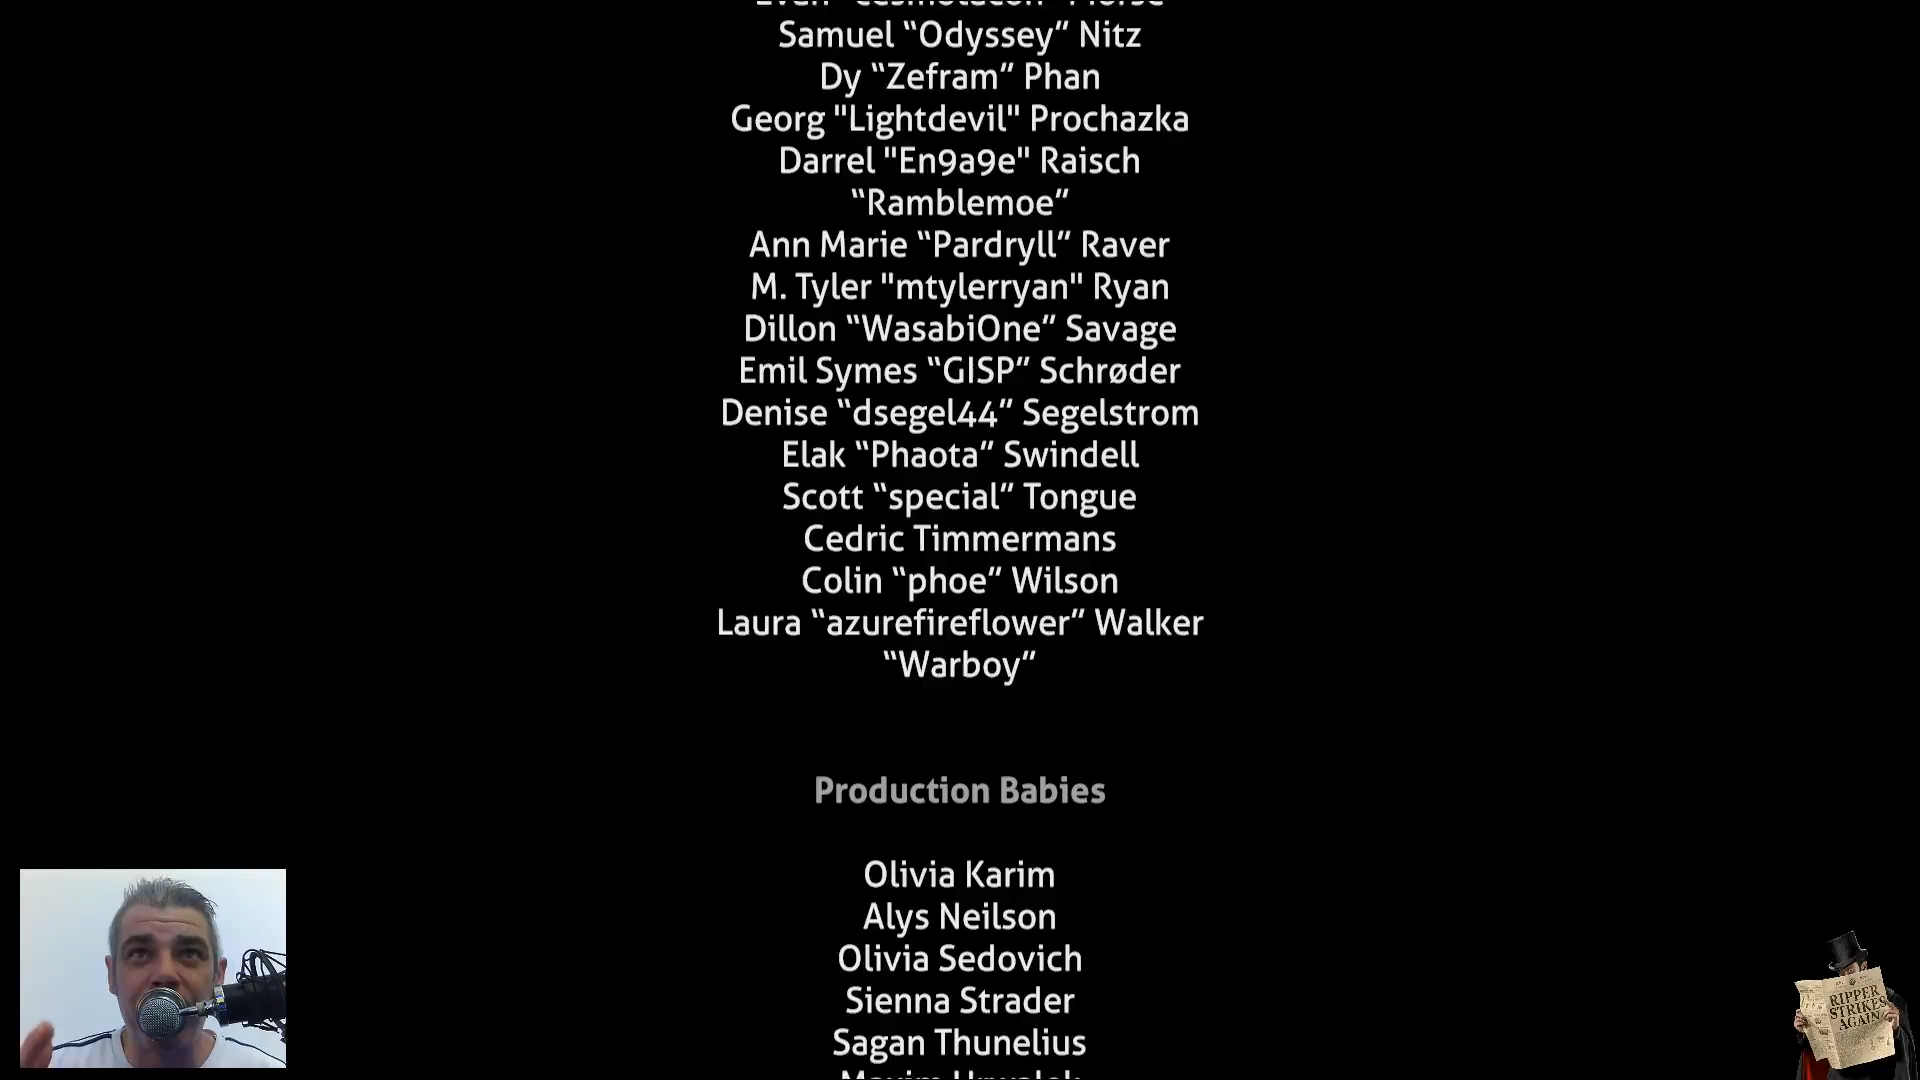 Samuel “Odyssey” Nitz
Dy “Zefram” Phan
Georg "Lightdevil" Prochazka
Darrel "En9a9e" Raisch
“Ramblemoe”
Ann Marie “Pardryll” Raver
M. Tyler "mtylerryan" Ryan
Dillon “WasabiOne” Savage
Emil Symes “GISP” Schrøder
Denise “dsegel44” Segelstrom
Elak “Phaota” Swindell
Scott “special” Tongue
Cedric Timmermans
Colin “phoe” Wilson
Laura “azurefireflower” Walker
“Warboy”
Production Babies
Olivia Karim
Alys Neilson
Olivia Sedovich
Sienna Strader
Sagan Thunelius
RIPPER
STRIKES
AGAIN